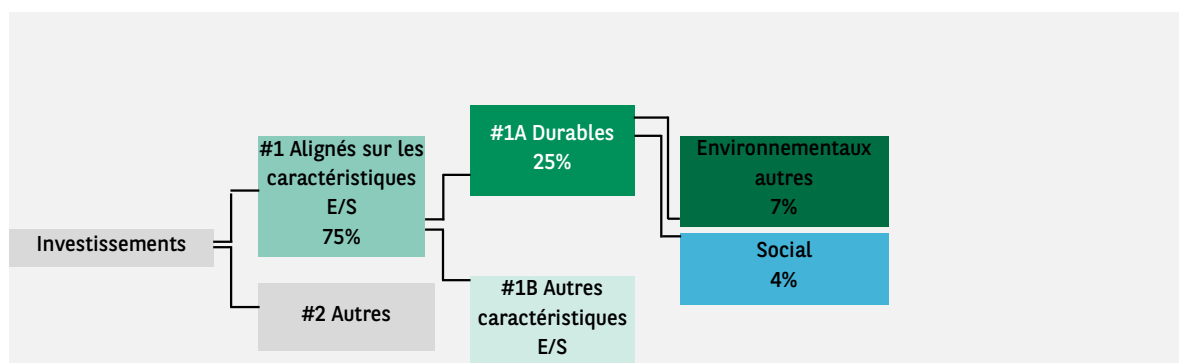 Investissements
#1 Alignés sur les
caractéristiques
E/S
75%
#2 Autres
#1A Durables
25%
#1B Autres
caractéristiques
E/S
Environnementaux
autres
7%
Social
4%